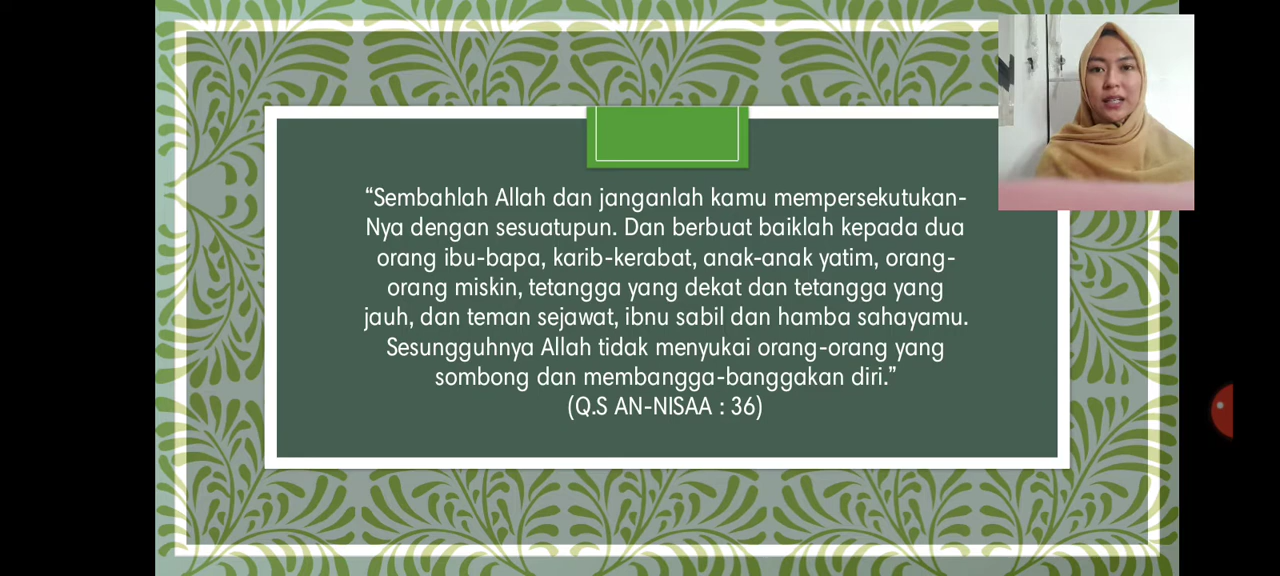 “Sembahlah Allah dan janganlah kamu mempersekutukan-
Nya dengan sesuatupun. Dan berbuat baiklah kepada dua
orang ibu-bapa, karib-kerabat, anak-anak yatim, orang-
orang miskin, tetangga yang dekat dan tetangga yang
jauh, dan teman sejawat, ibnu sabil dan hamba sahayamu.
Sesungguhnya Allah tidak menyukai orang-orang yang
sombong dan membangga-banggakan diri.”
(Q.S AN-NISAA : 36)